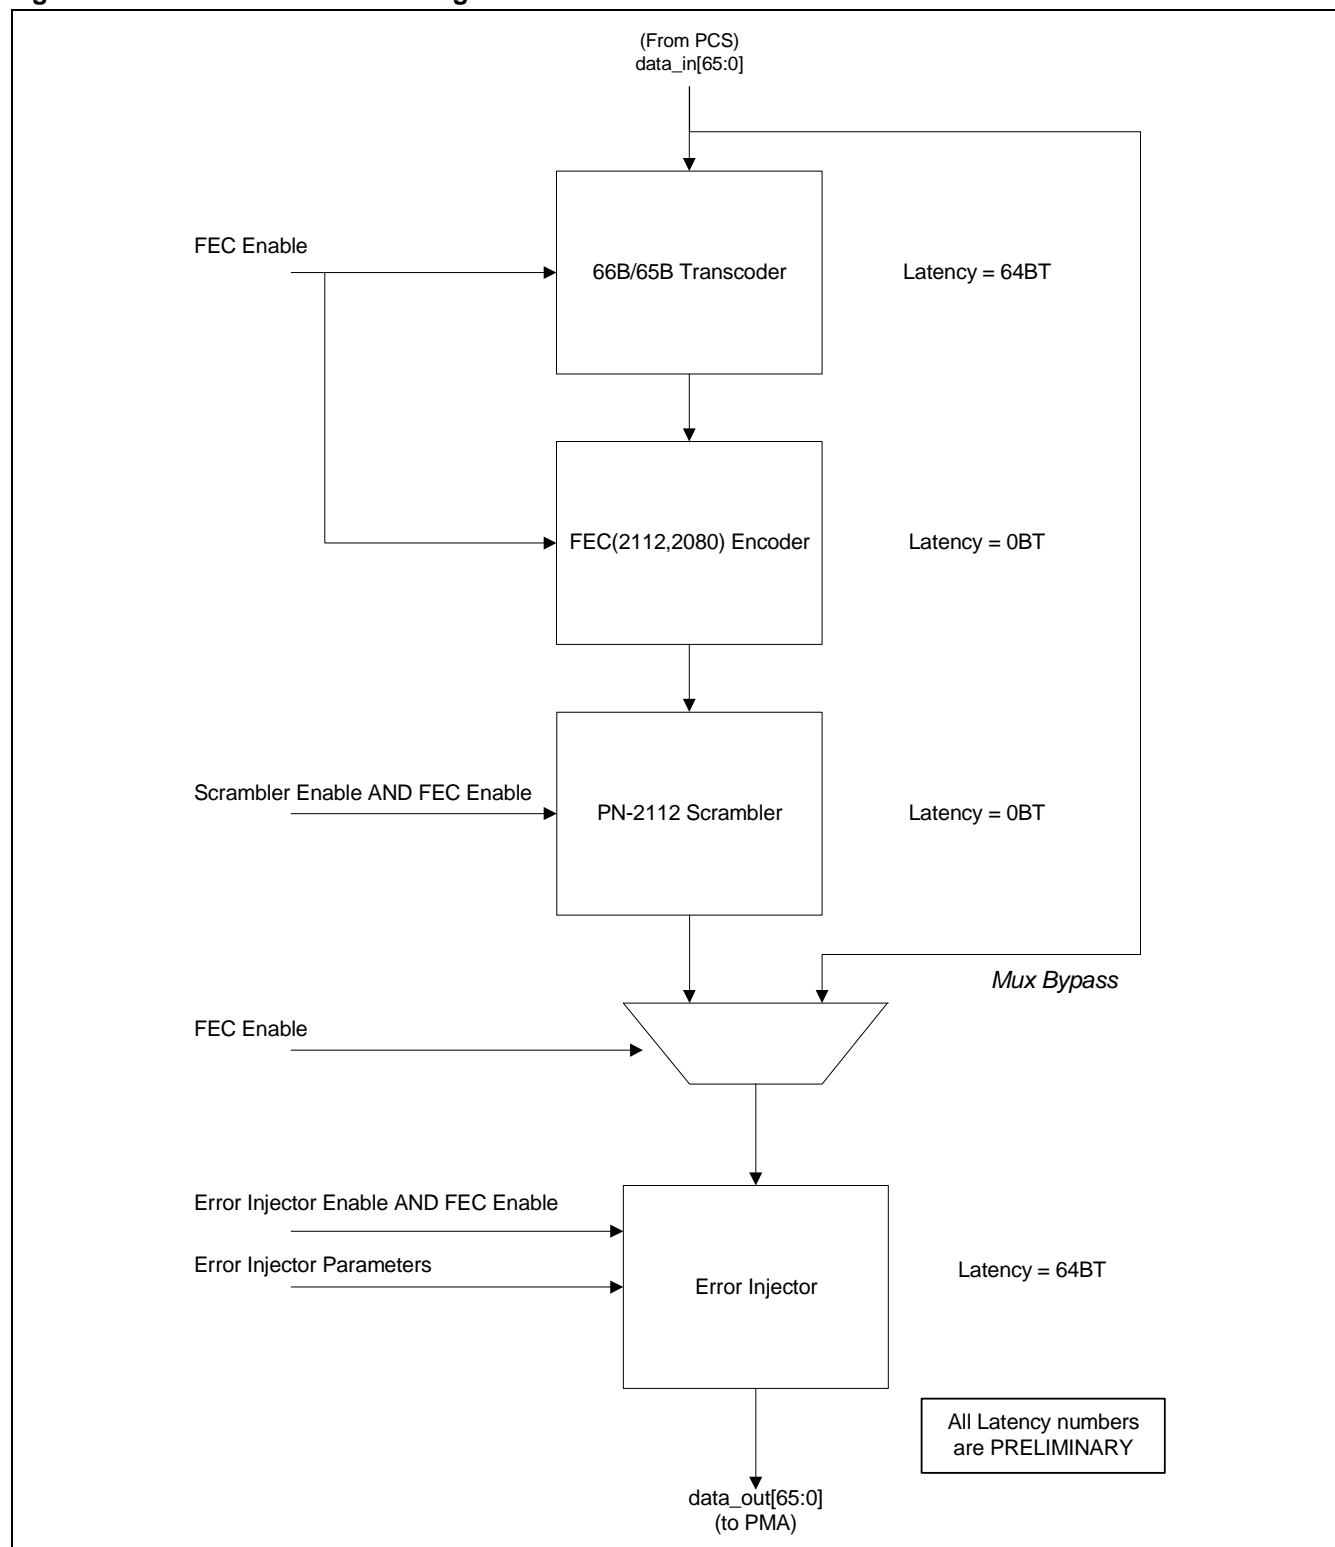 (From PCS)
data_in[65:0]
FEC Enable
66B/65B Transcoder
Latency = 64BT
FEC(2112,2080) Encoder
Latency = 0BT
Scrambler Enable AND FEC Enable
PN-2112 Scrambler
Latency = 0BT
Mux Bypass
FEC Enable
Error Injector Enable AND FEC Enable
Error Injector Parameters
Error Injector
Latency = 64BT
All Latency numbers
are PRELIMINARY
data_out[65:0]
(to PMA)